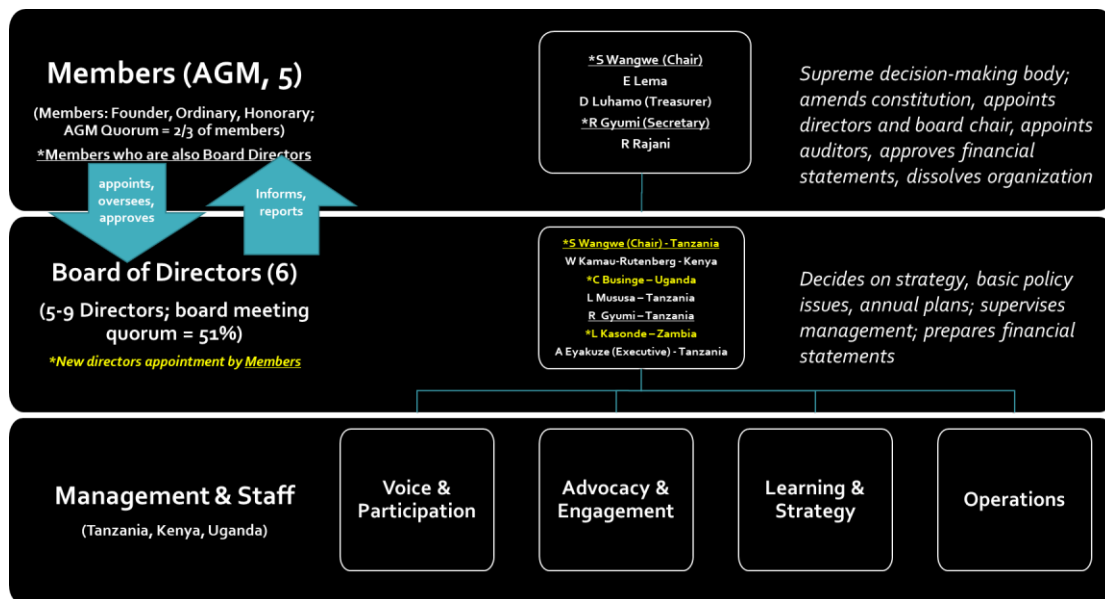 Members (AGM, 5)
(Members: Founder, Ordinary, Honorary;
AGM Quorum = 2/3 of members)
*Members who are also Board Directors
appoints,
oversees,
approves
Informs,
reports
*S Wangwe (Chair)
E Lema
D Luhamo (Treasurer)
*R Gyumi (Secretary)
R Rajani
Supreme decision-making body;
amends constitution, appoints
directors and board chair, appoints
auditors, approves financial
statements, dissolves organization
Board of Directors (6)
(5-9 Directors; board meeting
quorum = 51%)
*New directors appointment by Members
*S Wangwe (Chair) - Tanzania
W Kamau-Rutenberg - Kenya
*C Businge – Uganda
L Mususa – Tanzania
R Gyumi – Tanzania
*L Kasonde – Zambia
A Eyakuze (Executive) - Tanzania
Decides on strategy, basic policy
issues, annual plans; supervises
management; prepares financial
statements
Management & Staff
(Tanzania, Kenya, Uganda)
Voice &
Participation
Advocacy &
Engagement
Learning &
Strategy
Operations